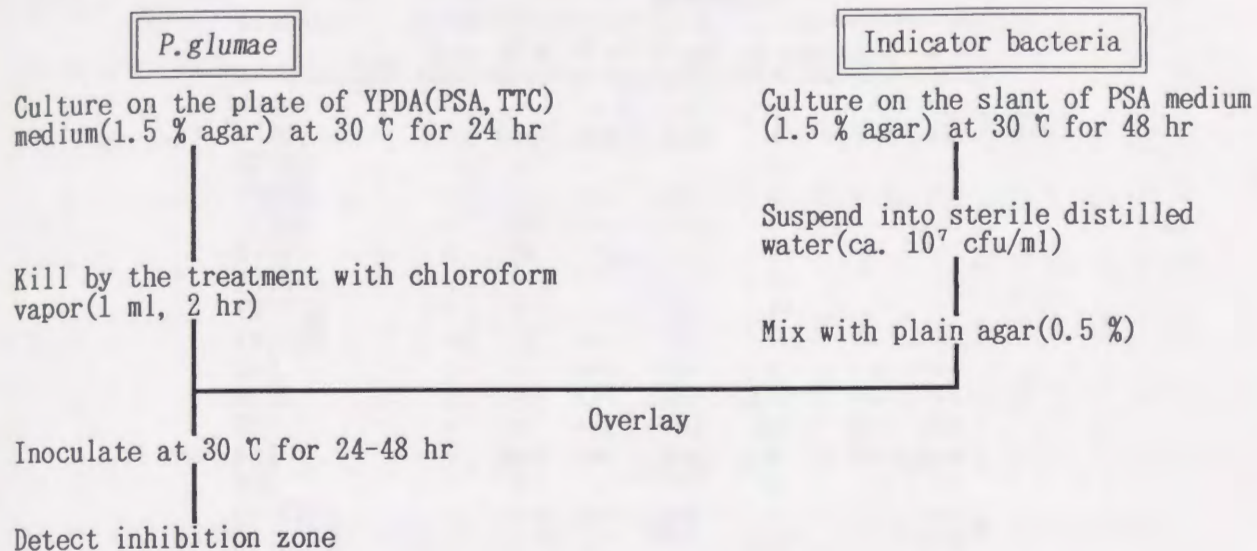 P.glumae
Culture on the plate of YPDA(PSA,TTC)
medium(1.5 % agar) at 30 ℃ for 24 hr
Kill by the treatment with chloroform
vapor(1 ml, 2 hr)
Indicator bacteria
Culture on the slant of PSA medium
(1.5 % agar) at 30 ℃ for 48 hr
Suspend into sterile distilled
water(ca. 10⁷ cfu/ml)
Mix with plain agar(0.5 %)
Overlay
Inoculate at 30 ℃ for 24-48 hr
Detect inhibition zone